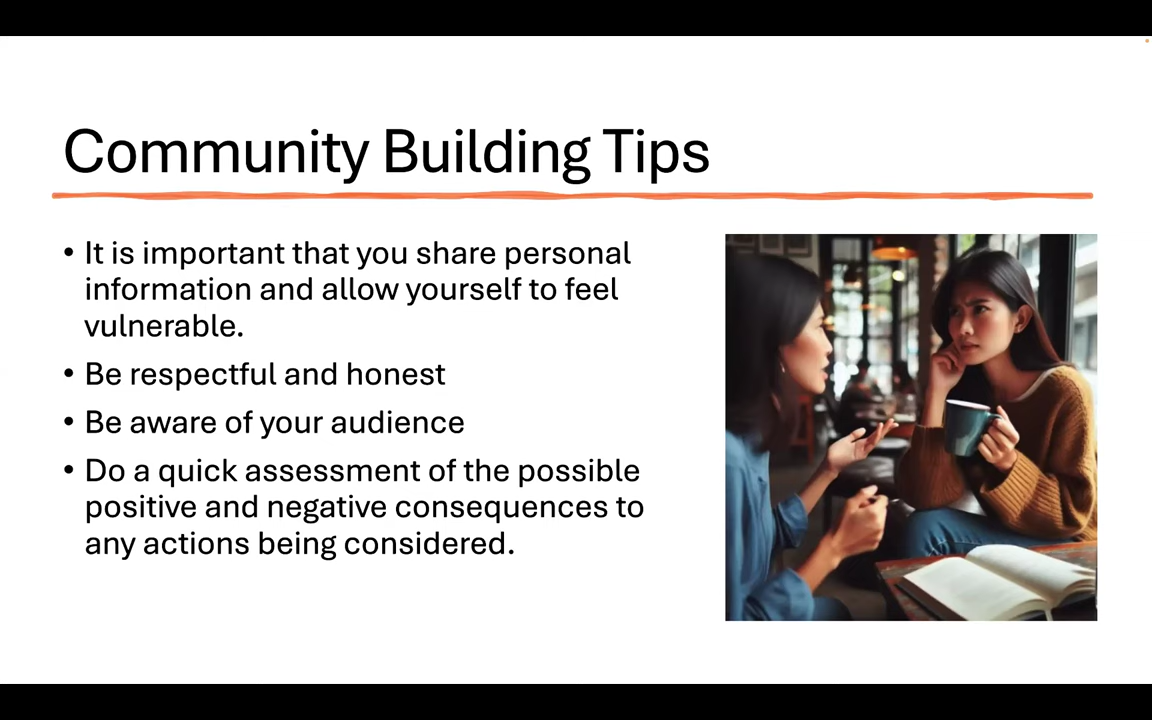 Community Building Tips
• It is important that you share personal
information and allow yourself to feel
vulnerable.
• Be respectful and honest
• Be aware of your audience
• Do a quick assessment of the possible
positive and negative consequences to
any actions being considered.